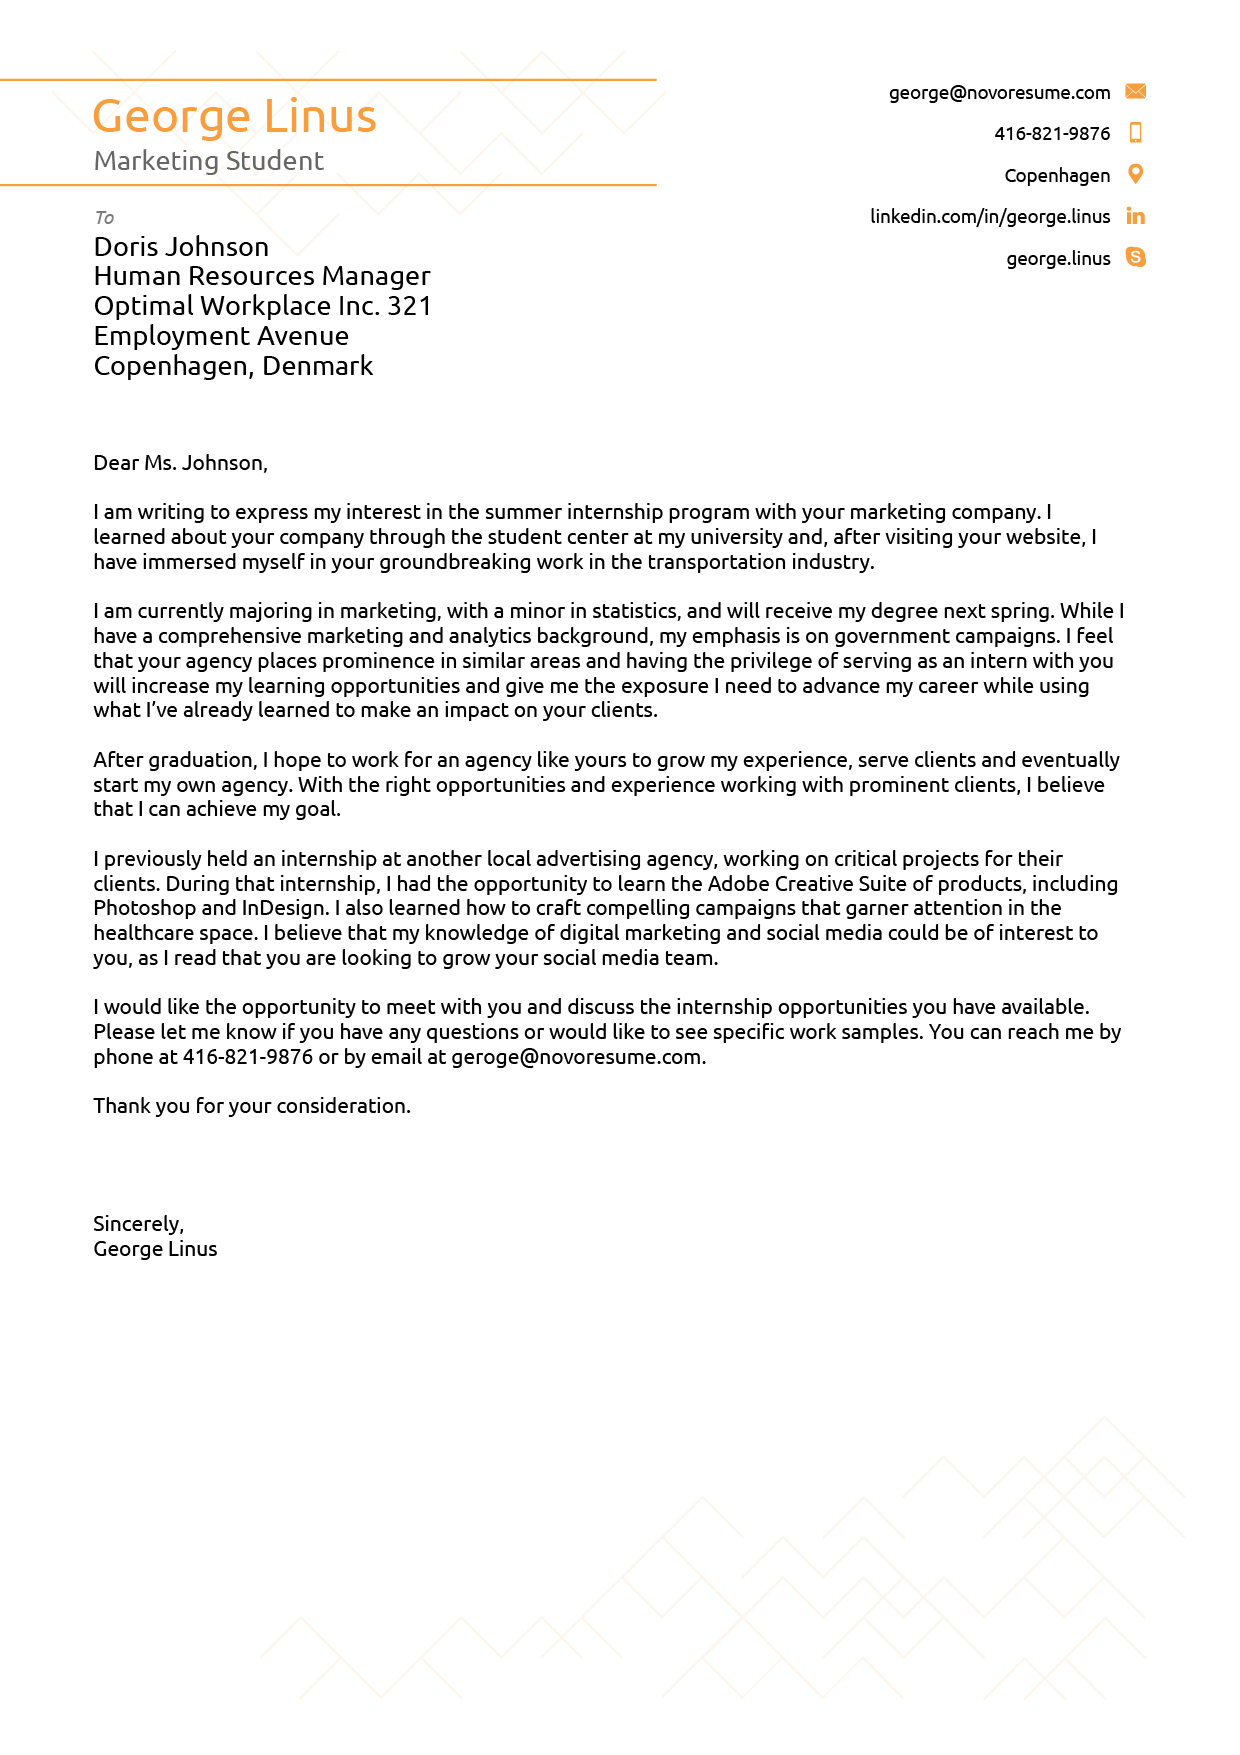 George Linus
Marketing Student
george@novoresume.com
416-821-9876
Copenhagen
linkedin.com/in/george.linus
george.linus
To
Doris Johnson
Human Resources Manager
Optimal Workplace Inc. 321
Employment Avenue
Copenhagen, Denmark
Dear Ms. Johnson,
I am writing to express my interest in the summer internship program with your marketing company. I
learned about your company through the student center at my university and, after visiting your website, I
have immersed myself in your groundbreaking work in the transportation industry.
I am currently majoring in marketing, with a minor in statistics, and will receive my degree next spring. While I
have a comprehensive marketing and analytics background, my emphasis is on government campaigns. I feel
that your agency places prominence in similar areas and having the privilege of serving as an intern with you
will increase my learning opportunities and give me the exposure I need to advance my career while using
what I’ve already learned to make an impact on your clients.
After graduation, I hope to work for an agency like yours to grow my experience, serve clients and eventually
start my own agency. With the right opportunities and experience working with prominent clients, I believe
that I can achieve my goal.
I previously held an internship at another local advertising agency, working on critical projects for their
clients. During that internship, I had the opportunity to learn the Adobe Creative Suite of products, including
Photoshop and InDesign. I also learned how to craft compelling campaigns that garner attention in the
healthcare space. I believe that my knowledge of digital marketing and social media could be of interest to
you, as I read that you are looking to grow your social media team.
I would like the opportunity to meet with you and discuss the internship opportunities you have available.
Please let me know if you have any questions or would like to see specific work samples. You can reach me by
phone at 416-821-9876 or by email at geroge@novoresume.com.
Thank you for your consideration.
Sincerely,
George Linus